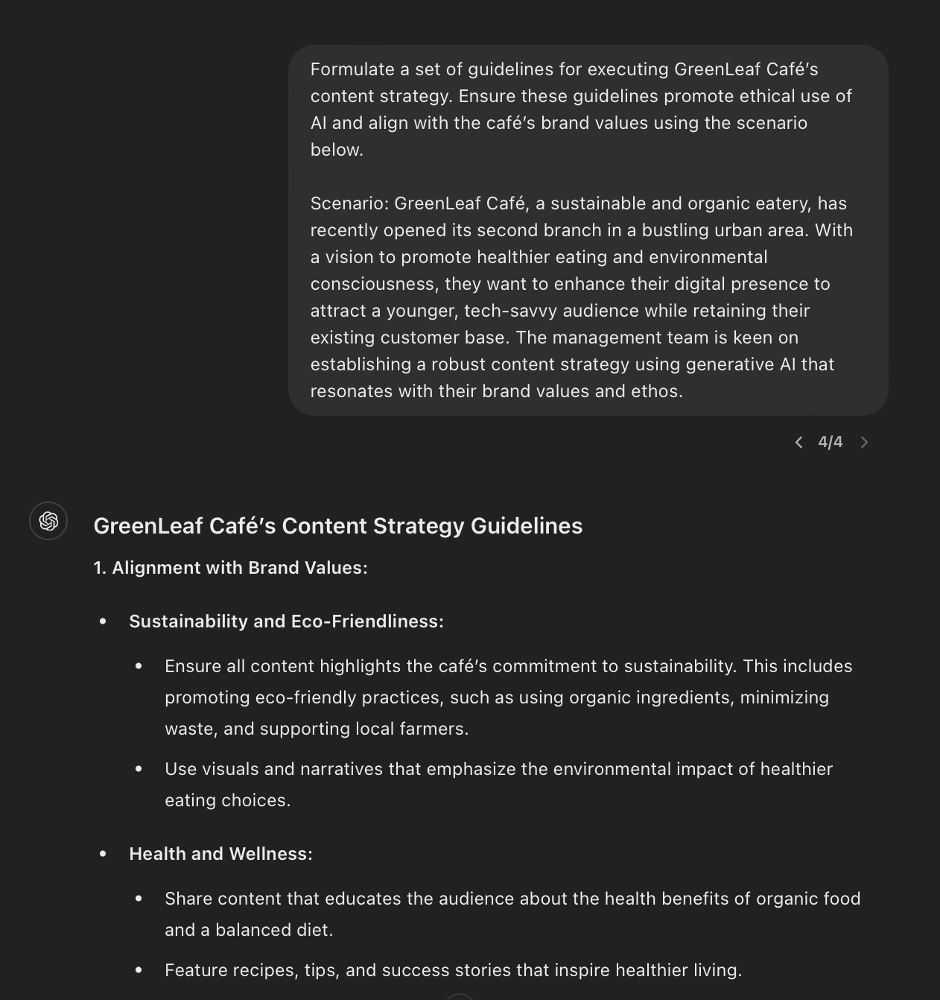 Formulate a set of guidelines for executing GreenLeaf Café’s
content strategy. Ensure these guidelines promote ethical use of
AI and align with the café’s brand values using the scenario
below.
Scenario: GreenLeaf Café, a sustainable and organic eatery, has
recently opened its second branch in a bustling urban area. With
a vision to promote healthier eating and environmental
consciousness, they want to enhance their digital presence to
attract a younger, tech-savvy audience while retaining their
existing customer base. The management team is keen on
establishing a robust content strategy using generative AI that
resonates with their brand values and ethos.
4/4
GreenLeaf Café’s Content Strategy Guidelines
1. Alignment with Brand Values:
• Sustainability and Eco-Friendliness:
• Ensure all content highlights the café’s commitment to sustainability. This includes
promoting eco-friendly practices, such as using organic ingredients, minimizing
waste, and supporting local farmers.
• Use visuals and narratives that emphasize the environmental impact of healthier
eating choices.
• Health and Wellness:
• Share content that educates the audience about the health benefits of organic food
and a balanced diet.
• Feature recipes, tips, and success stories that inspire healthier living.